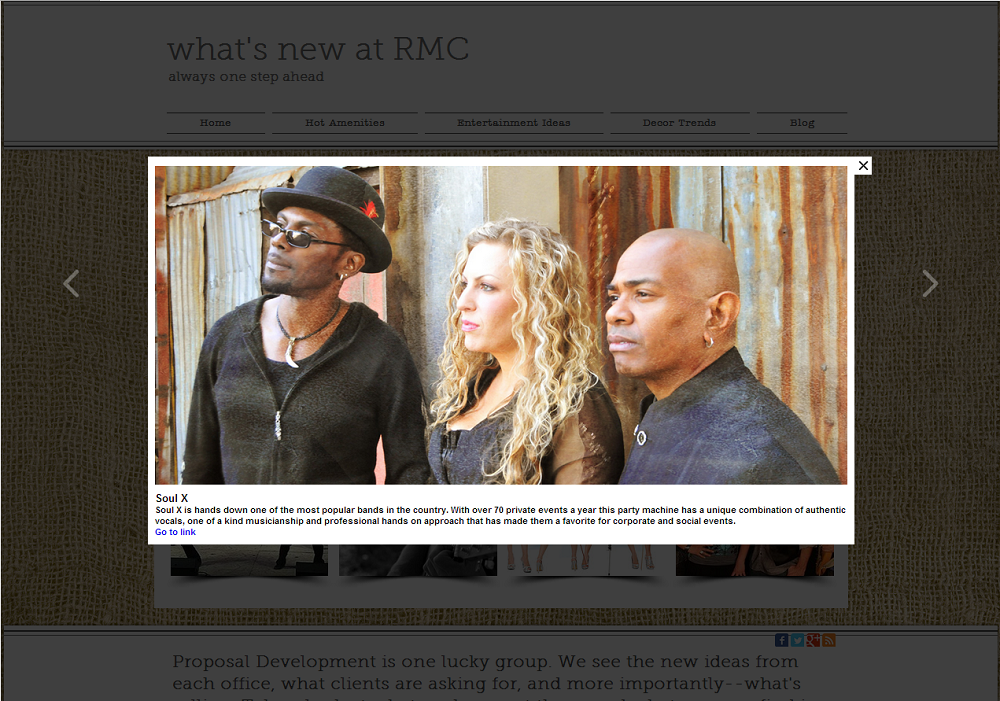 what's new at RMC
always one step ahead
Home Hot Amenities Entertainment Ideas Decor Trends Blog
Soul X
Soul X is hands down one of the most popular bands in the country. With over 70 private events a year this party machine has a unique combination of authentic
vocals, one of a kind musicianship and professional hands on approach that has made them a favorite for corporate and social events.
Go to link
Proposal Development is one lucky group. We see the new ideas from
each office, what clients are asking for, and more importantly--what's